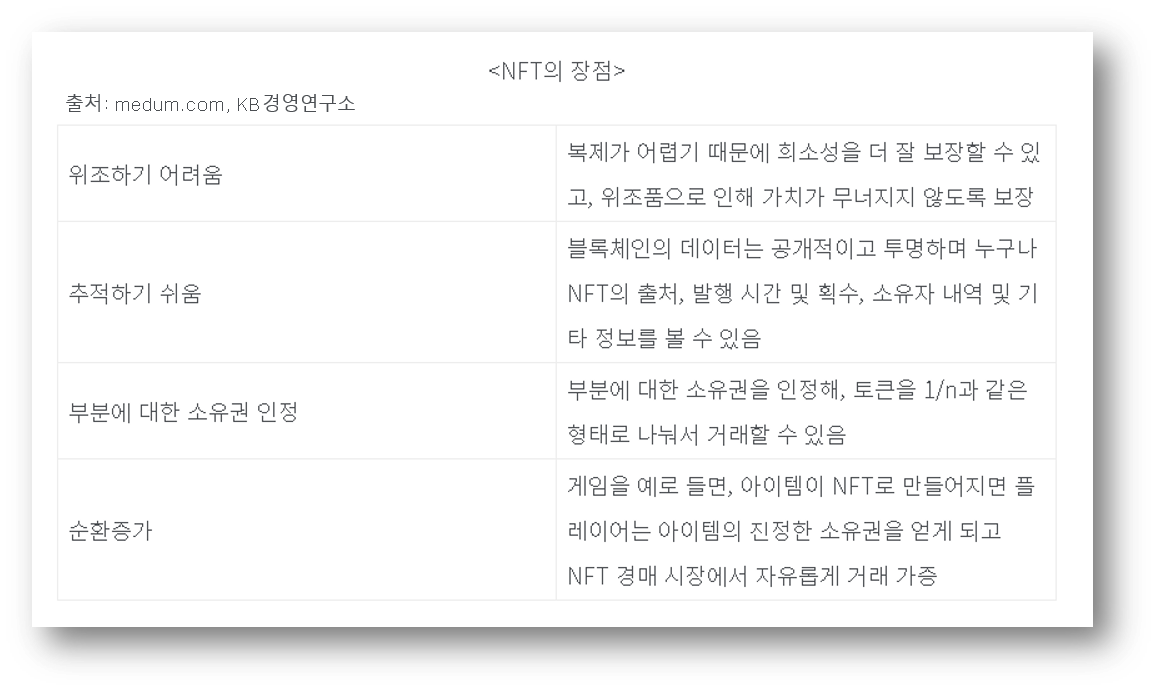 <NFT의 장점>
출처: medum.com, KB경영연구소
위조하기 어려움
복제가 어렵기 때문에 희소성을 더 잘 보장할 수 있
고, 위조품으로 인해 가치가 무너지지 않도록 보장
추적하기 쉬움
블록체인의 데이터는 공개적이고 투명하며 누구나
NFT의 출처, 발행 시간 및 획수, 소유자 내역 및 기
타 정보를 볼 수 있음
부분에 대한 소유권 인정
부분에 대한 소유권을 인정해, 토큰을 1/n과 같은
형태로 나눠서 거래할 수 있음
순환증가
게임을 예로 들면, 아이템이 NFT로 만들어지면 플
레이어는 아이템의 진정한 소유권을 얻게 되고
NFT 경매 시장에서 자유롭게 거래 가증